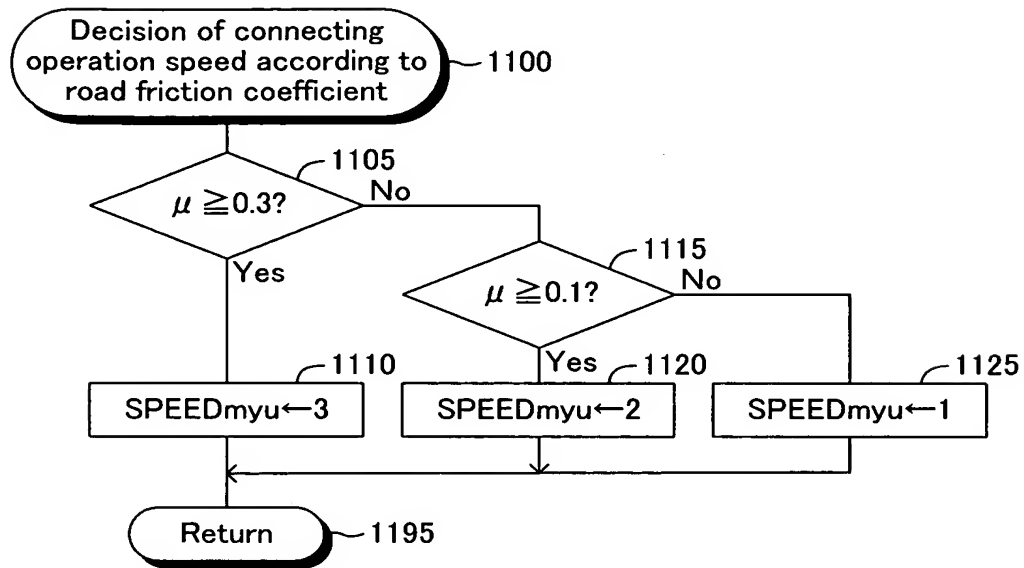 Decision of connecting
operation speed according to
road friction coefficient
1100
1105
μ ≧0.3?
No
Yes
1115
μ ≧0.1?
No
Yes
1110
SPEEDmyu←3
1120
SPEEDmyu←2
1125
SPEEDmyu←1
Return
1195